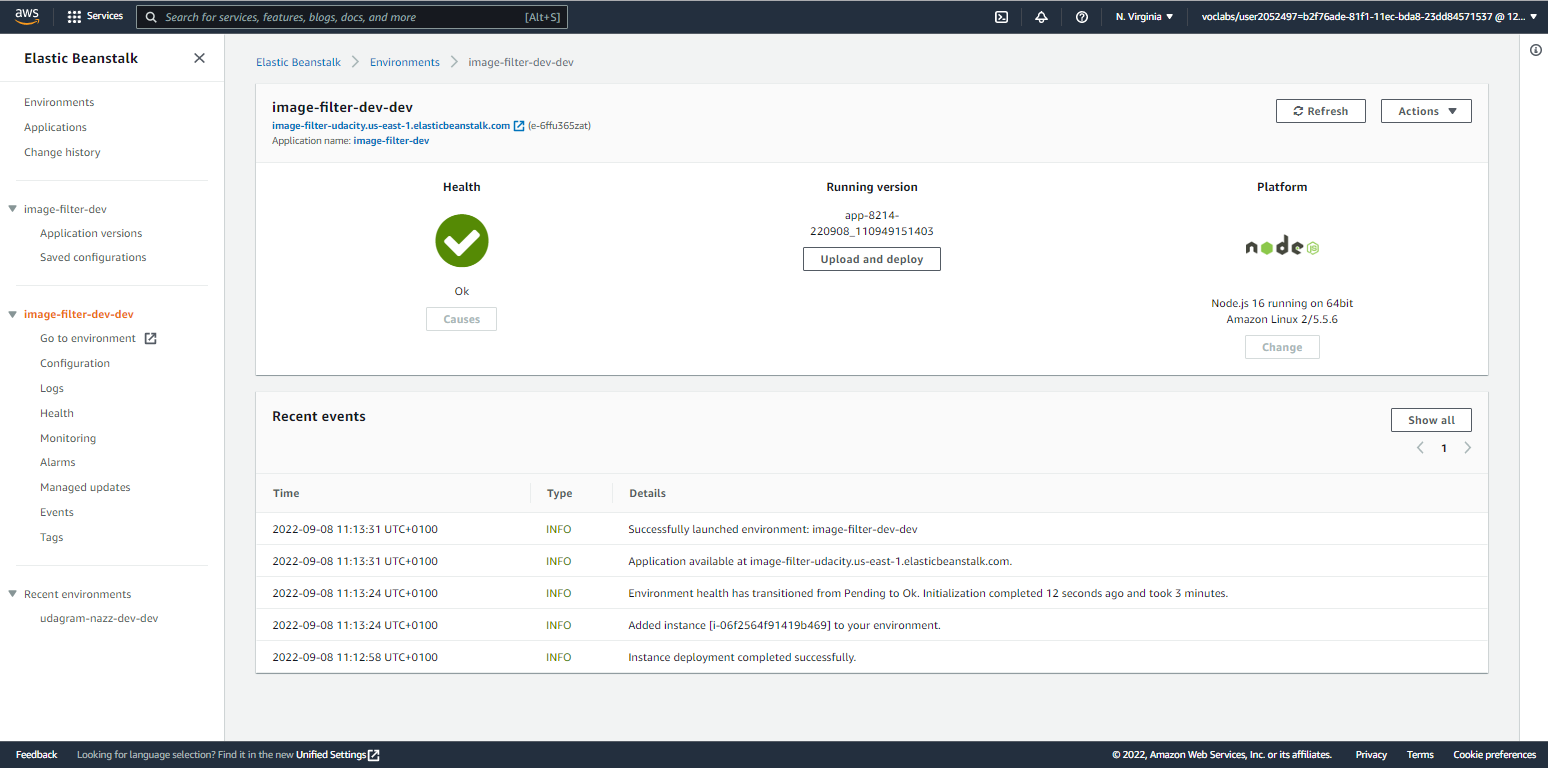 aws
Services
Search for services, features, blogs, docs, and more [Alt+S]
N. Virginia
voclabs/user2052497=b2f76ade-81f1-11ec-bda8-23dd84571537 @ 12...
Elastic Beanstalk
Environments
Applications
Change history
image-filter-dev
Application versions
Saved configurations
image-filter-dev-dev
Go to environment
Configuration
Logs
Health
Monitoring
Alarms
Managed updates
Events
Tags
Recent environments
udagram-nazz-dev-dev
Elastic Beanstalk > Environments > image-filter-dev-dev
image-filter-dev-dev
image-filter-udacity.us-east-1.elasticbeanstalk.com (e-6ffu365zat)
Application name: image-filter-dev
Refresh
Actions
Health
Ok
Causes
Running version
app-8214-
220908_110949151403
Upload and deploy
Platform
node JS
Node.js 16 running on 64bit
Amazon Linux 2/5.5.6
Change
Recent events
Show all
1
Time Type Details
2022-09-08 11:13:31 UTC+0100 INFO Successfully launched environment: image-filter-dev-dev
2022-09-08 11:13:31 UTC+0100 INFO Application available at image-filter-udacity.us-east-1.elasticbeanstalk.com.
2022-09-08 11:13:24 UTC+0100 INFO Environment health has transitioned from Pending to Ok. Initialization completed 12 seconds ago and took 3 minutes.
2022-09-08 11:13:24 UTC+0100 INFO Added instance [i-06f2564f91419b469] to your environment.
2022-09-08 11:12:58 UTC+0100 INFO Instance deployment completed successfully.
Feedback
Looking for language selection? Find it in the new Unified Settings
© 2022, Amazon Web Services, Inc. or its affiliates.
Privacy
Terms
Cookie preferences